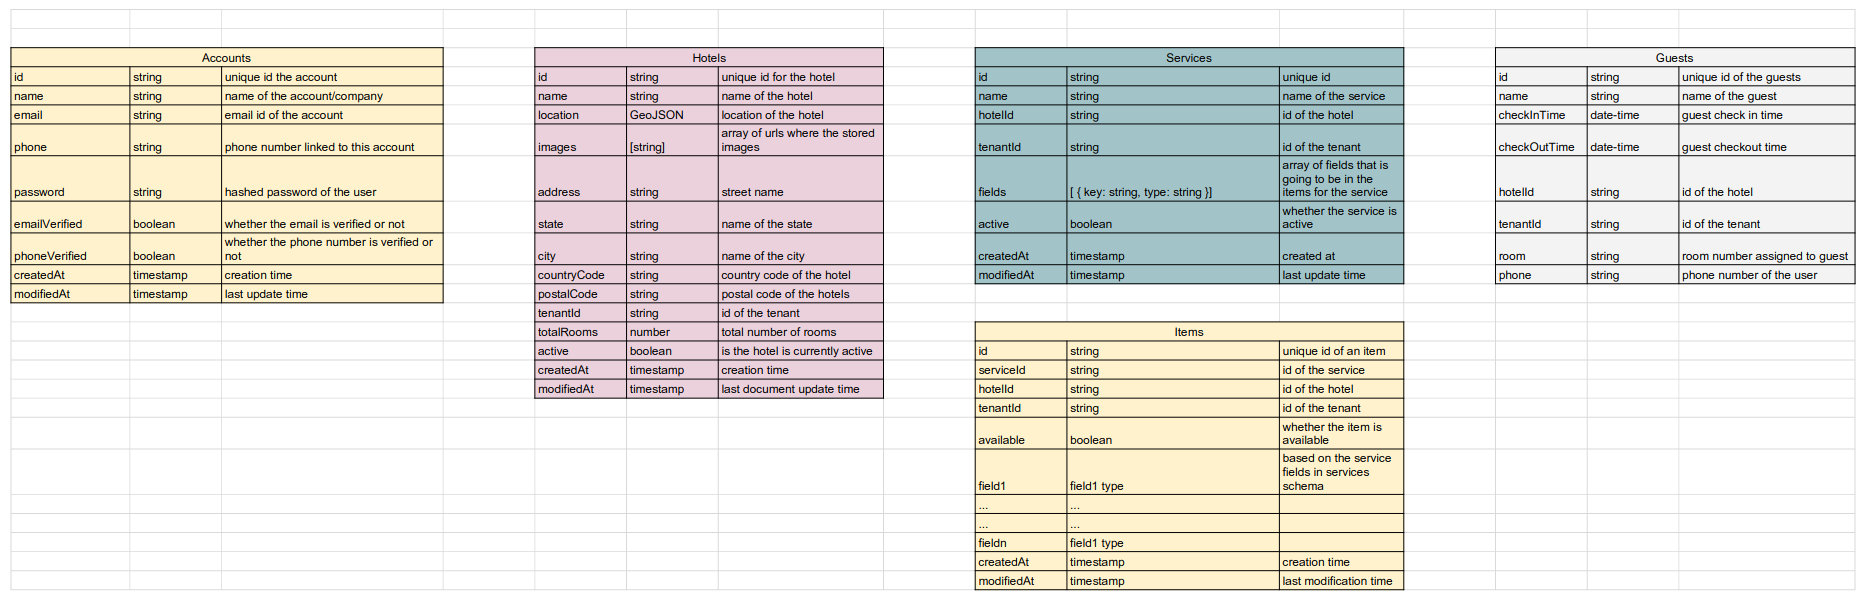 Accounts
id string unique id the account
name string name of the account/company
email string email id of the account
phone string phone number linked to this account
password string hashed password of the user
emailVerified boolean whether the email is verified or not
whether the phone number is verified or
phoneVerified boolean not
createdAt timestamp creation time
modifiedAt timestamp last update time
Hotels
id string unique id for the hotel
name string name of the hotel
location GeoJSON location of the hotel
array of urls where the stored
images [string] images
address string street name
state string name of the state
city string name of the city
countryCode string country code of the hotel
postalCode string postal code of the hotels
tenantId string id of the tenant
totalRooms number total number of rooms
active boolean is the hotel is currently active
createdAt timestamp creation time
modifiedAt timestamp last document update time
Services
id string unique id
name string name of the service
hotelId string id of the hotel
tenantId string id of the tenant
array of fields that is
going to be in the
fields [ { key: string, type: string }] items for the service
whether the service is
active boolean active
createdAt timestamp created at
modifiedAt timestamp last update time
Items
id string unique id of an item
serviceId string id of the service
hotelId string id of the hotel
tenantId string id of the tenant
whether the item is
available boolean available
based on the service
fields in services
field1 field1 type schema
... ...
... ...
fieldn field1 type
createdAt timestamp creation time
modifiedAt timestamp last modification time
Guests
id string unique id of the guests
name string name of the guest
checkInTime date-time guest check in time
checkOutTime date-time guest checkout time
hotelId string id of the hotel
tenantId string id of the tenant
room string room number assigned to guest
phone string phone number of the user